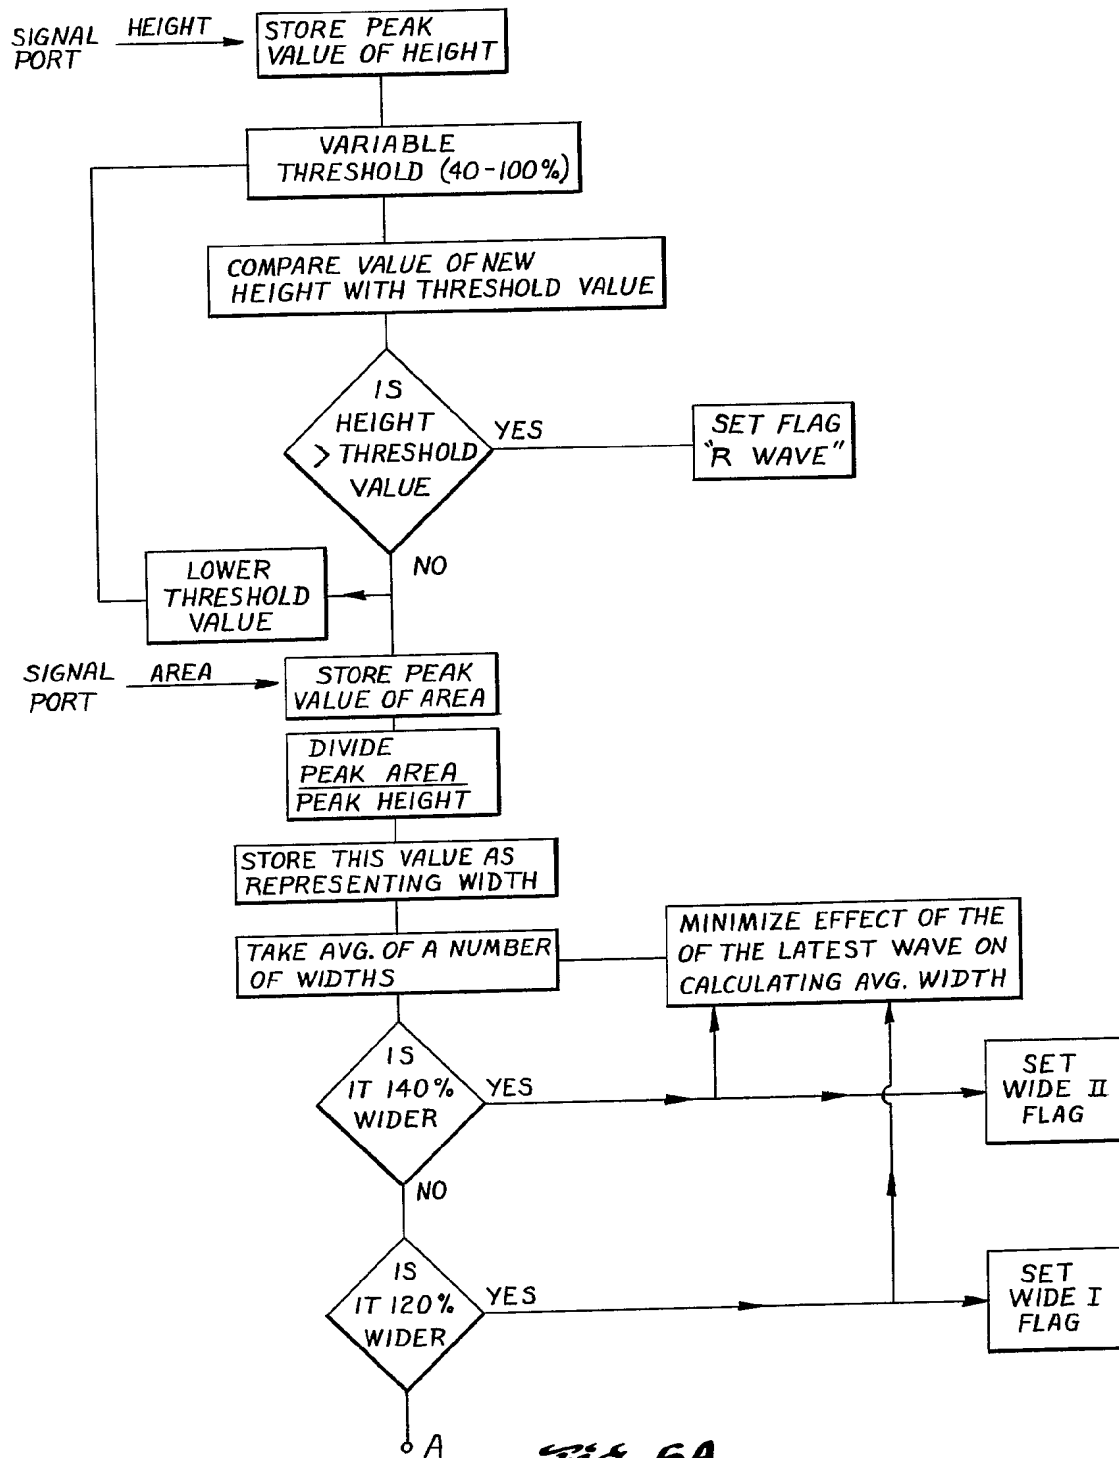 SIGNAL PORT
HEIGHT
STORE PEAK
VALUE OF HEIGHT
VARIABLE
THRESHOLD (40-100%)
COMPARE VALUE OF NEW
HEIGHT WITH THRESHOLD VALUE
IS
HEIGHT
> THRESHOLD
VALUE
YES
SET FLAG
"R WAVE"
NO
LOWER
THRESHOLD
VALUE
SIGNAL
PORT
AREA
STORE PEAK
VALUE OF AREA
DIVIDE
PEAK AREA
PEAK HEIGHT
STORE THIS VALUE AS
REPRESENTING WIDTH
TAKE AVG. OF A NUMBER
OF WIDTHS
MINIMIZE EFFECT OF THE
OF THE LATEST WAVE ON
CALCULATING AVG. WIDTH
IS
IT 140%
WIDER
YES
SET
WIDE II
FLAG
NO
IS
IT 120%
WIDER
YES
SET
WIDE I
FLAG
A
Fig. 6A